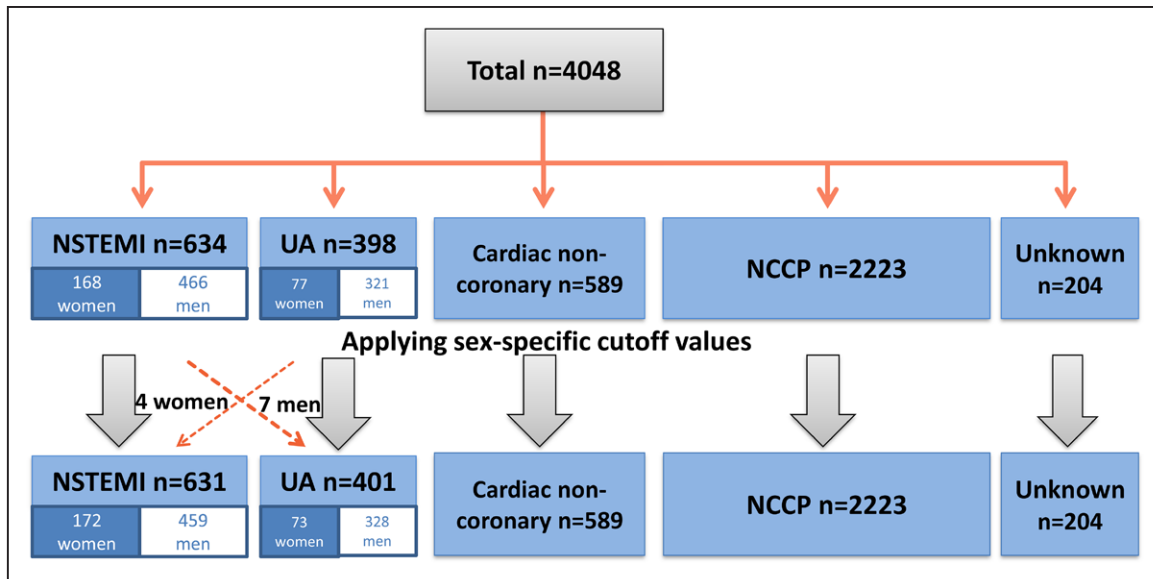 Total n=4048
NSTEMI n=634
168
women
466
men
UA n=398
77
women
321
men
Cardiac non-
coronary n=589
NCCP n=2223
Unknown
n=204
Applying sex-specific cutoff values
4 women
7 men
NSTEMI n=631
172
women
459
men
UA n=401
73
women
328
men
Cardiac non-
coronary n=589
NCCP n=2223
Unknown
n=204